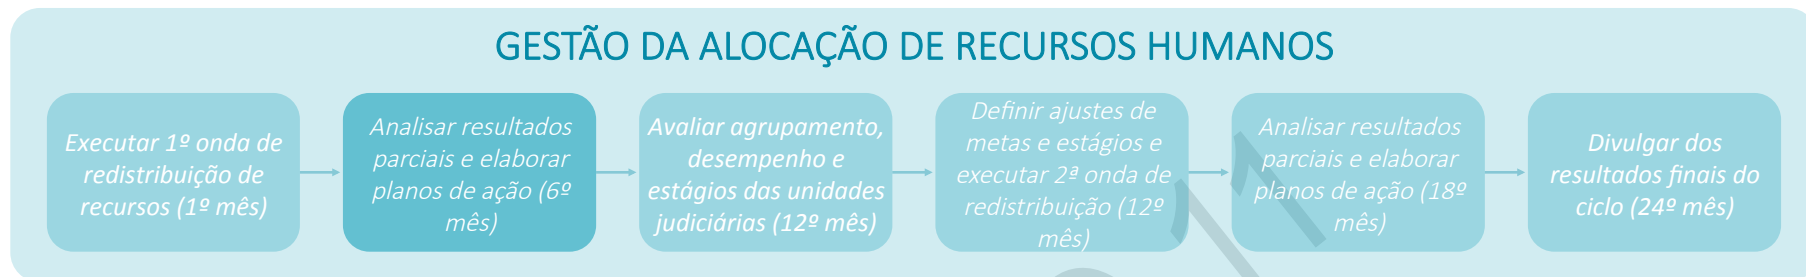 GESTÃO DA ALOCAÇÃO DE RECURSOS HUMANOS
Executar 1º onda de
redistribuição de
recursos (1º mês)
Analisar resultados
parciais e elaborar
planos de ação (6º
mês)
Avaliar agrupamento,
desempenho e
estágios das unidades
judiciárias (12º mês)
Definir ajustes de
metas e estágios e
executar 2ª onda de
redistribuição (12º
mês)
Analisar resultados
parciais e elaborar
planos de ação (18º
mês)
Divulgar dos
resultados finais do
ciclo (24º mês)